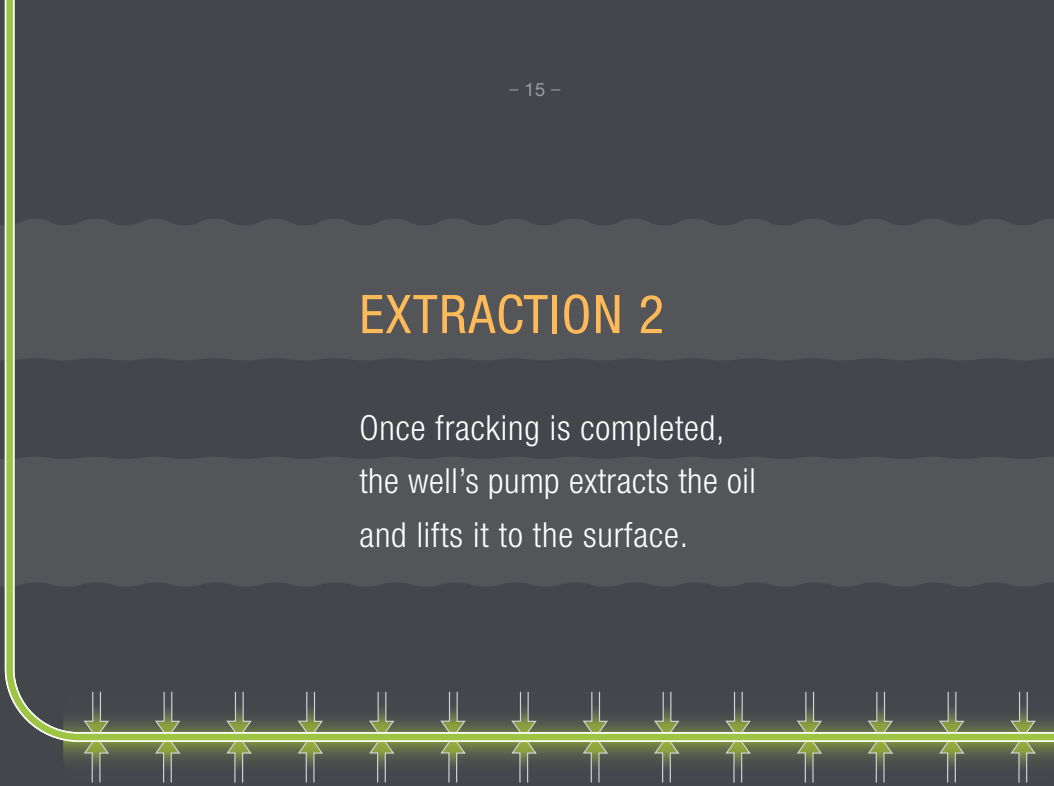 – 15 –
EXTRACTION 2
Once fracking is completed,
the well’s pump extracts the oil
and lifts it to the surface.